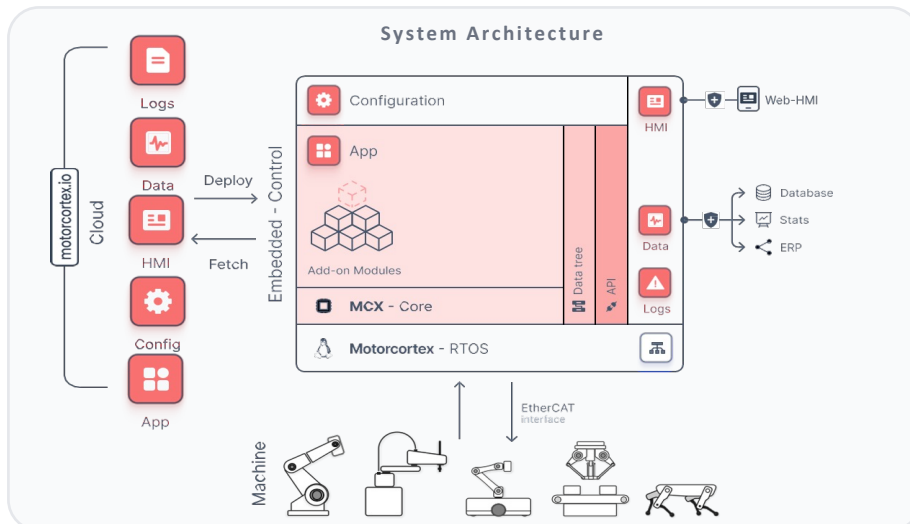 System Architecture
motorcortex.io
Cloud
Logs
Data
HMI
Config
App
Deploy
Fetch
Embedded - Control
Configuration
App
Add-on Modules
MCX - Core
Motorcortex - RTOS
Data tree
API
HMI
Data
Logs
Web-HMI
Database
Stats
ERP
EtherCAT
interface
Machine